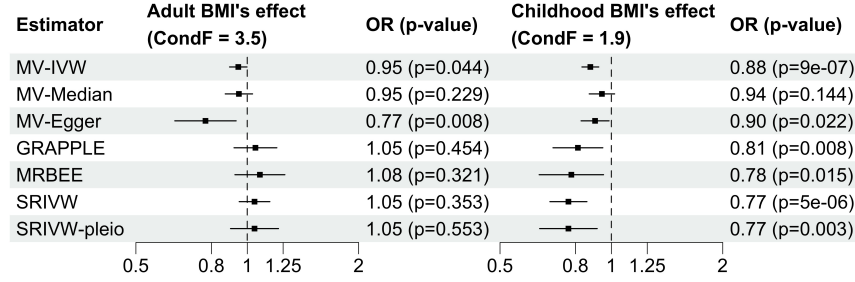 Estimator Adult BMI's effect (CondF = 3.5) OR (p-value) Childhood BMI's effect (CondF = 1.9) OR (p-value)
MV-IVW 0.95 (p=0.044) 0.88 (p=9e-07)
MV-Median 0.95 (p=0.229) 0.94 (p=0.144)
MV-Egger 0.77 (p=0.008) 0.90 (p=0.022)
GRAPPLE 1.05 (p=0.454) 0.81 (p=0.008)
MRBEE 1.08 (p=0.321) 0.78 (p=0.015)
SRIVW 1.05 (p=0.353) 0.77 (p=5e-06)
SRIVW-pleio 1.05 (p=0.553) 0.77 (p=0.003)
0.5 0.8 1 1.25 2 0.5 0.8 1 1.25 2